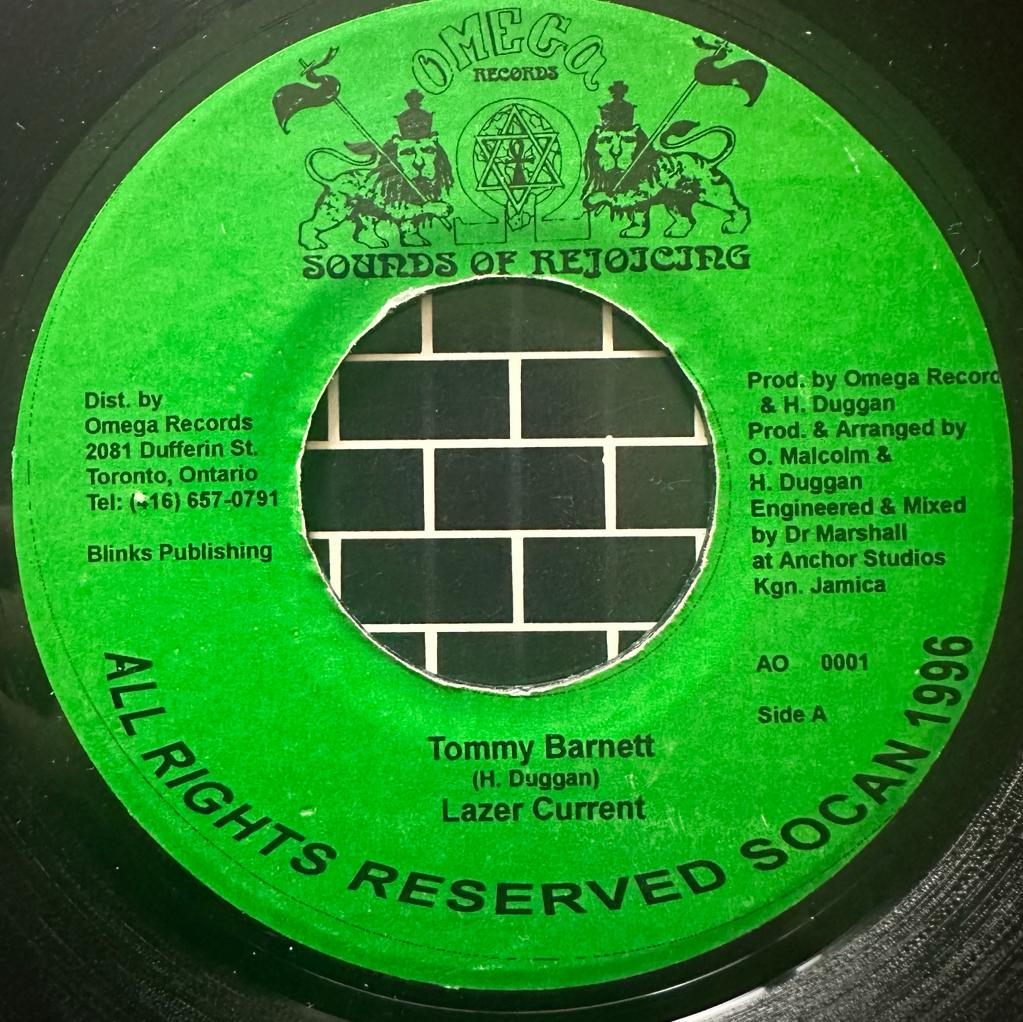 OMEGA
RECORDS
SOUNDS OF REJOICING
Dist. by
Omega Records
2081 Dufferin St.
Toronto, Ontario
Tel: (416) 657-0791
Blinks Publishing
Prod. by Omega Record
& H. Duggan
Prod. & Arranged by
O. Malcolm &
H. Duggan
Engineered & Mixed
by Dr Marshall
at Anchor Studios
Kgn. Jamica
AO 0001
Side A
Tommy Barnett
(H. Duggan)
Lazer Current
ALL RIGHTS RESERVED SOCAN 1996